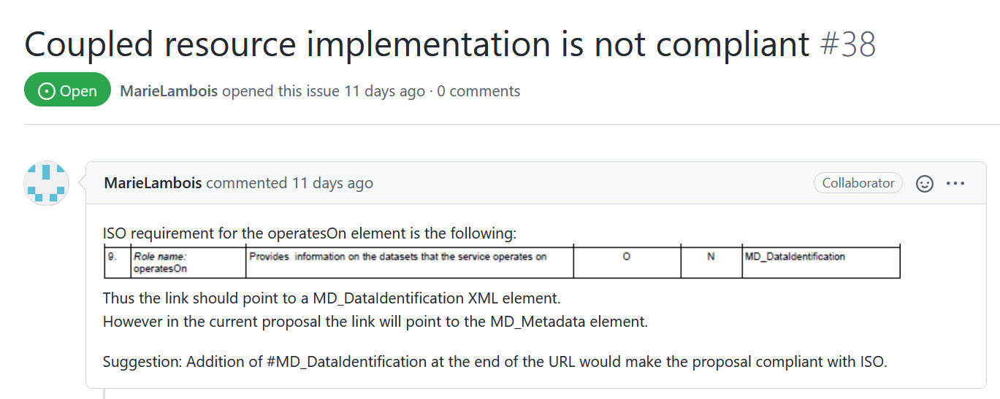 Coupled resource implementation is not compliant #38
Open MarieLambois opened this issue 11 days ago · 0 comments
MarieLambois commented 11 days ago Collaborator
ISO requirement for the operatesOn element is the following:
9. Role name: Provides information on the datasets that the service operates on O N MD_DataIdentification
operatesOn
Thus the link should point to a MD_DataIdentification XML element.
However in the current proposal the link will point to the MD_Metadata element.
Suggestion: Addition of #MD_DataIdentification at the end of the URL would make the proposal compliant with ISO.